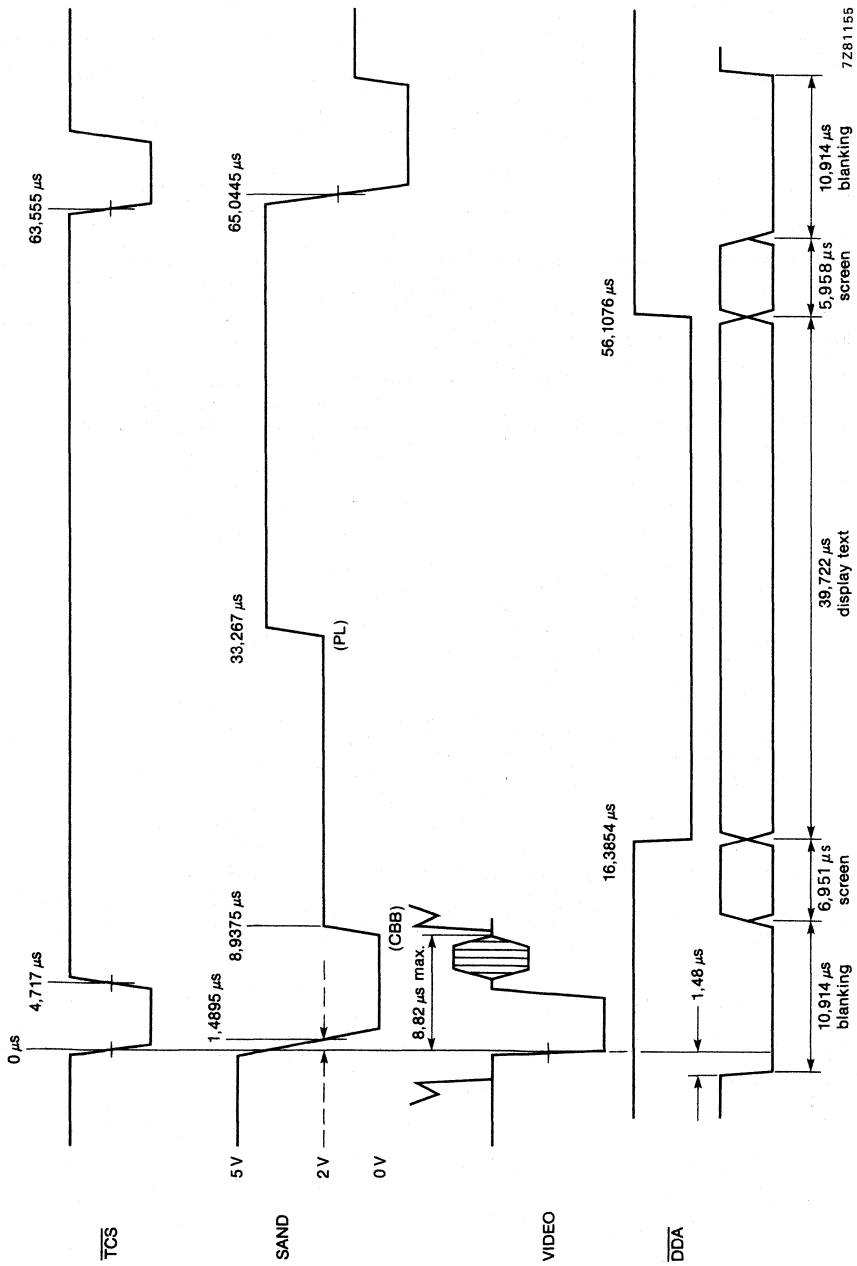 0 μs
4,717 μs
63,555 μs
TCS
1,4895 μs
8,9375 μs
33,267 μs
65,0445 μs
5 V
2 V
0 V
SAND
(PL)
(CBB)
8,82 μs max.
VIDEO
16,3854 μs
56,1076 μs
DDA
1,48 μs
10,914 μs
blanking
6,951 μs
screen
39,722 μs
display text
5,958 μs
screen
10,914 μs
blanking
7Z81155